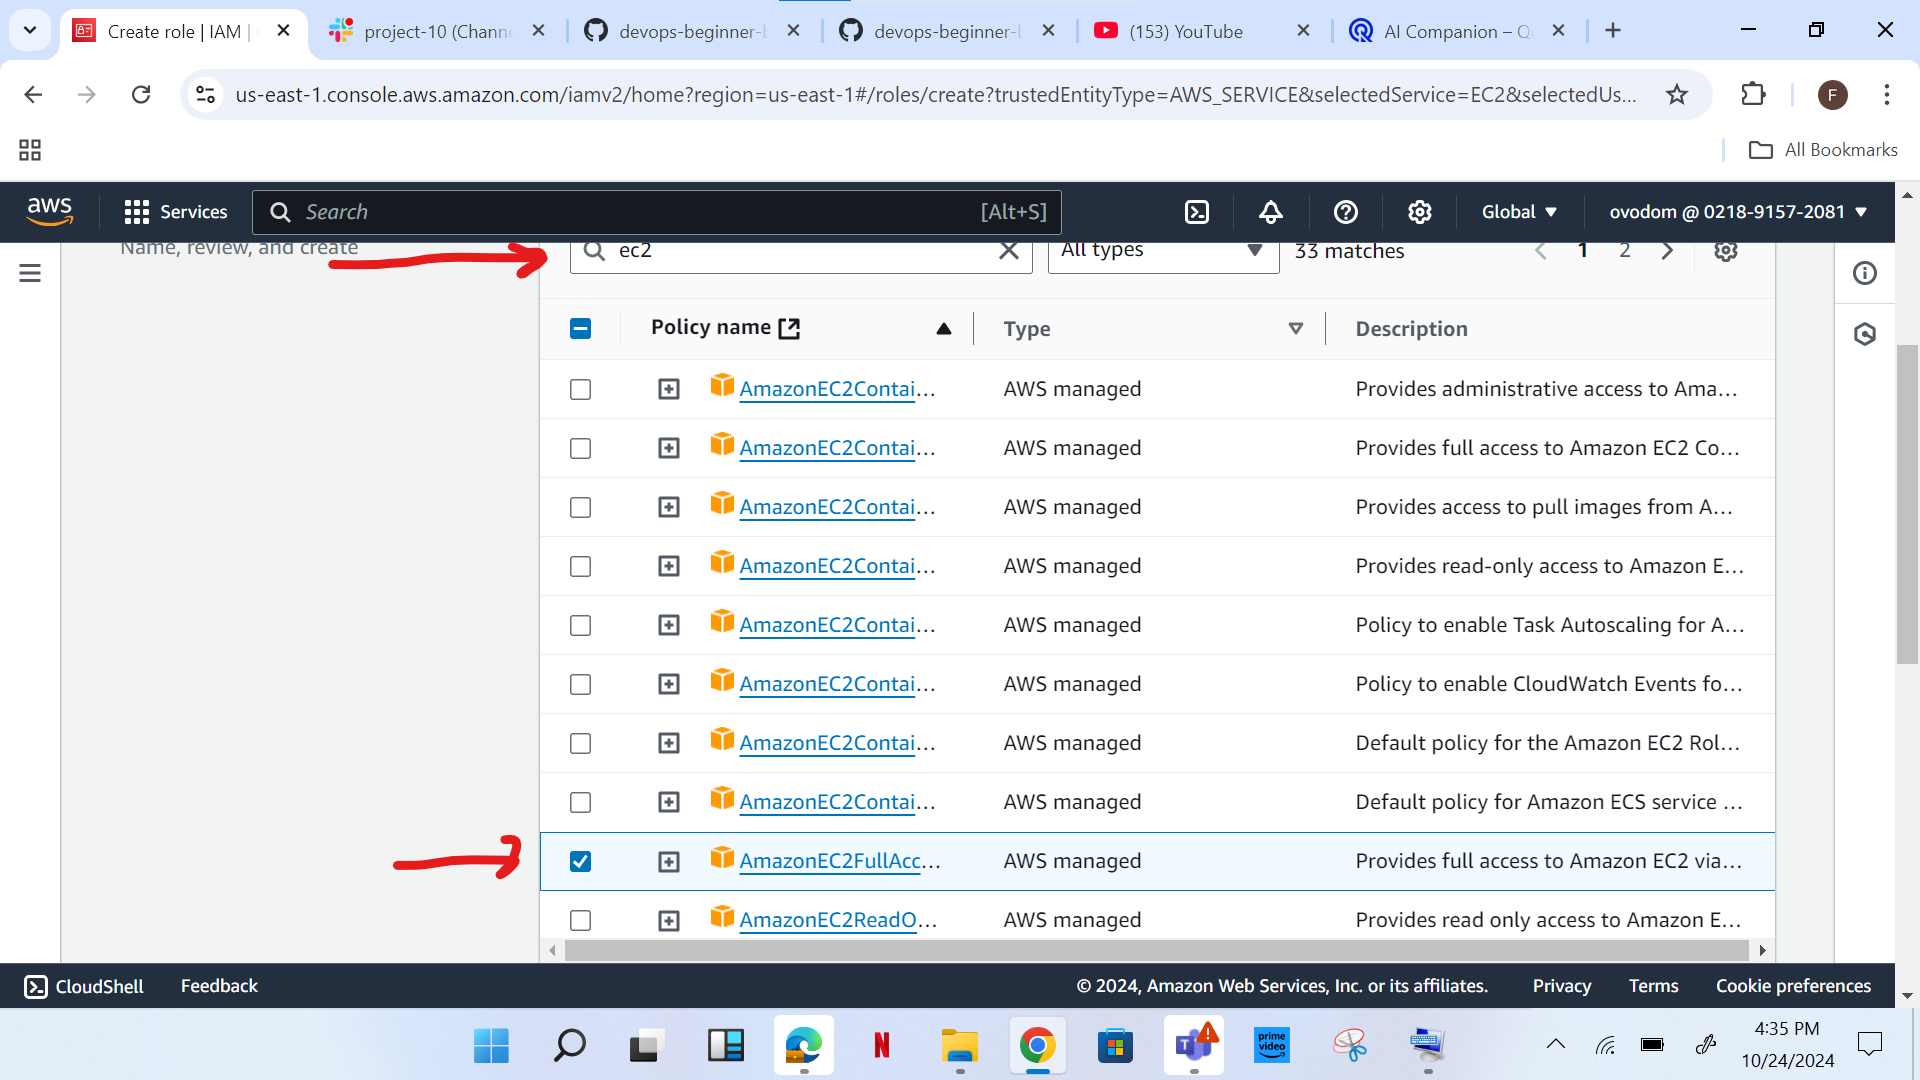 Create role | IAM |
project-10 (Channe
devops-beginner-b
devops-beginner-b
(153) YouTube
AI Companion – Qu
us-east-1.console.aws.amazon.com/iamv2/home?region=us-east-1#/roles/create?trustedEntityType=AWS_SERVICE&selectedService=EC2&selectedUs...
F
All Bookmarks
aws
Services
Search
[Alt+S]
Global
ovodom @ 0218-9157-2081
Name, review, and create
ec2
All types
33 matches
1
2
Policy name
Type
Description
AmazonEC2Contai... AWS managed Provides administrative access to Ama...
AmazonEC2Contai... AWS managed Provides full access to Amazon EC2 Co...
AmazonEC2Contai... AWS managed Provides access to pull images from A...
AmazonEC2Contai... AWS managed Provides read-only access to Amazon E...
AmazonEC2Contai... AWS managed Policy to enable Task Autoscaling for A...
AmazonEC2Contai... AWS managed Policy to enable CloudWatch Events fo...
AmazonEC2Contai... AWS managed Default policy for the Amazon EC2 Rol...
AmazonEC2Contai... AWS managed Default policy for Amazon ECS service ...
AmazonEC2FullAcc... AWS managed Provides full access to Amazon EC2 via...
AmazonEC2ReadO... AWS managed Provides read only access to Amazon E...
CloudShell
Feedback
© 2024, Amazon Web Services, Inc. or its affiliates.
Privacy
Terms
Cookie preferences
N
prime video
4:35 PM
10/24/2024